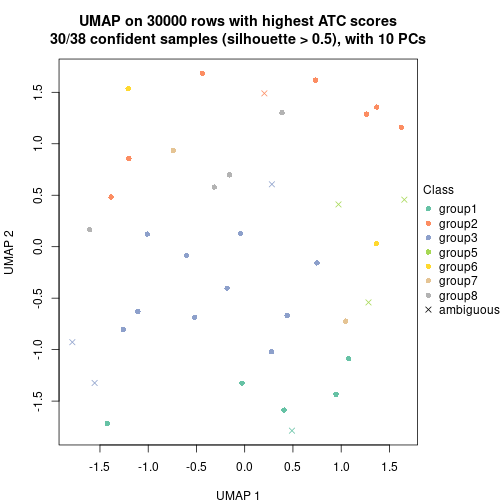 UMAP on 30000 rows with highest ATC scores
30/38 confident samples (silhouette > 0.5), with 10 PCs
UMAP 2
1.5
1.0
0.5
0.0
-0.5
-1.0
-1.5
-1.5
-1.0
-0.5
0.0
0.5
1.0
1.5
UMAP 1
Class
group1
group2
group3
group5
group6
group7
group8
ambiguous